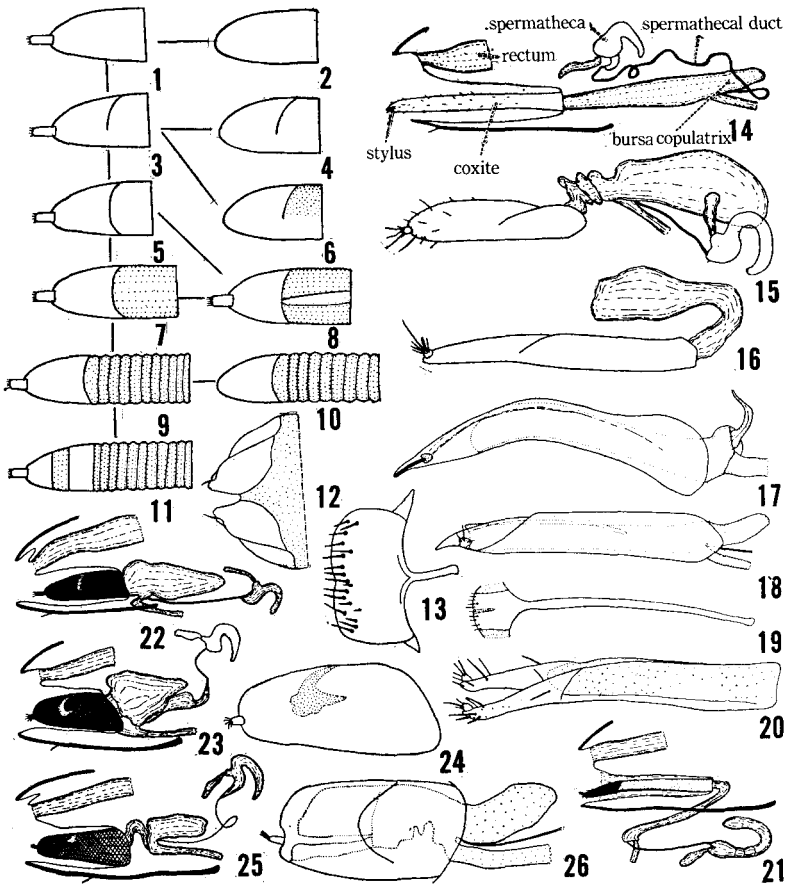 .spermatheca spermathecal duct
1 2 rectum
3 4 stylus coxite bursa copulatrix 14
5 6
7 8 15
16
9 10
11 12 17
13 18
22 19
23 24 20
25 26 21